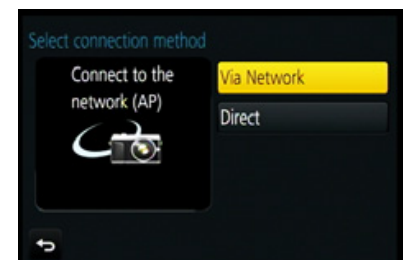 Select connection method
Connect to the
network (AP)
Via Network
Direct